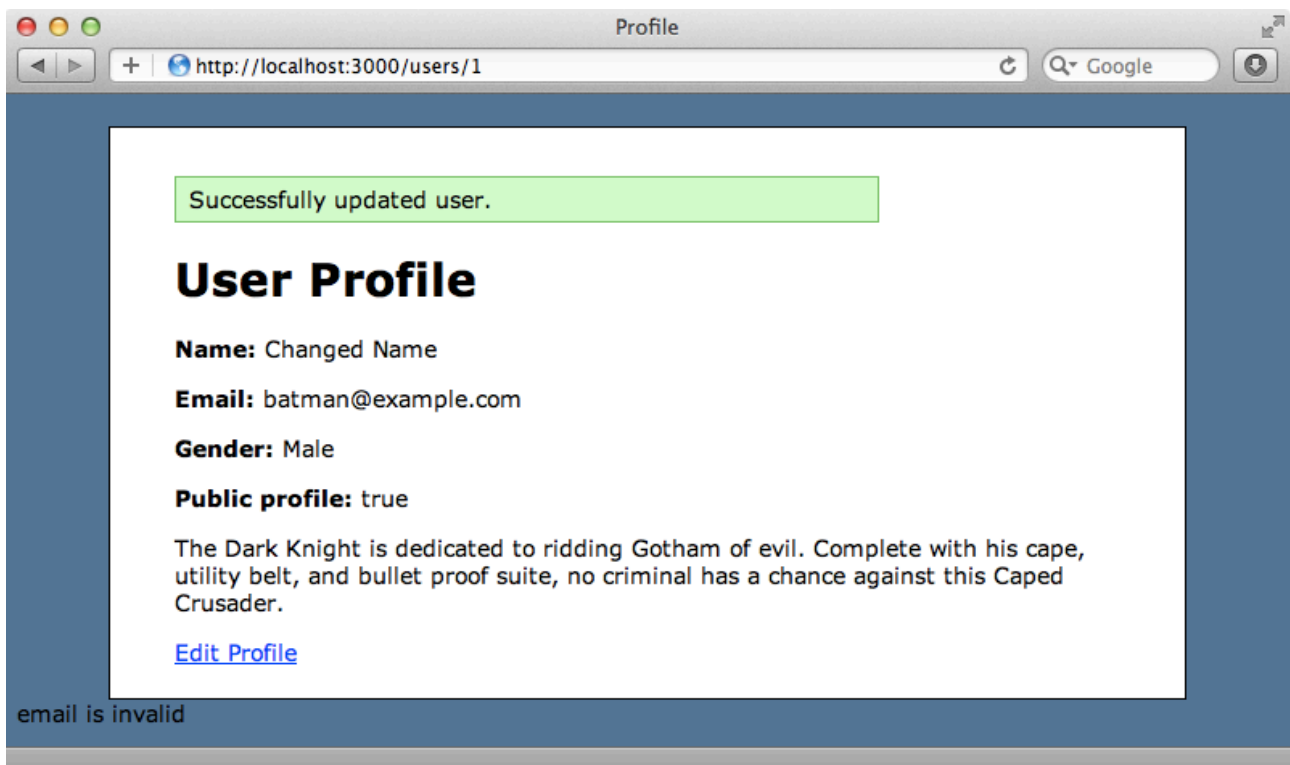 Profile
http://localhost:3000/users/1
Google
Successfully updated user.
User Profile
Name: Changed Name
Email: batman@example.com
Gender: Male
Public profile: true
The Dark Knight is dedicated to ridding Gotham of evil. Complete with his cape,
utility belt, and bullet proof suite, no criminal has a chance against this Caped
Crusader.
Edit Profile
email is invalid